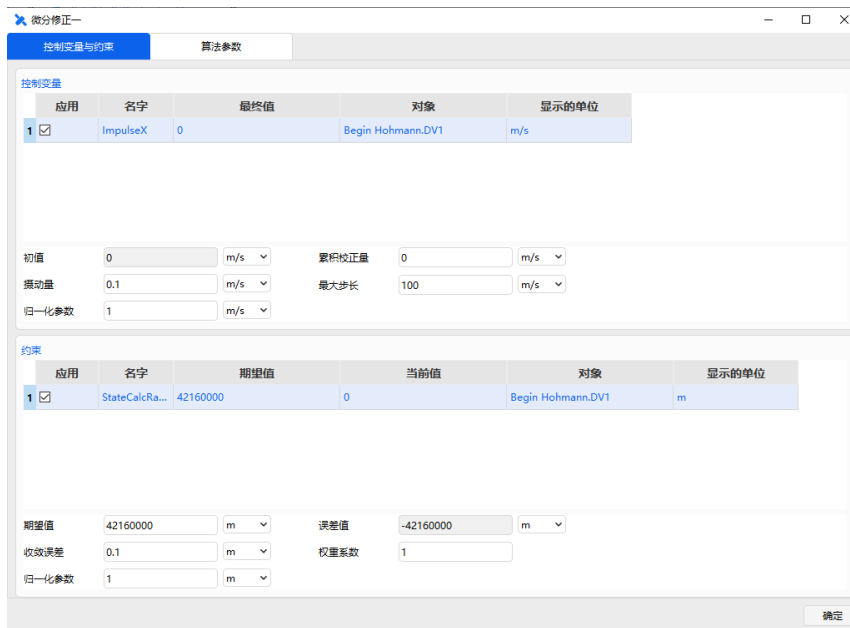 微分修正一
控制变量与约束 算法参数
控制变量
应用 名字 最终值 对象 显示的单位
1 ImpulseX 0 Begin Hohmann.DV1 m/s
初值 0 m/s 累积校正量 0 m/s
摄动量 0.1 m/s 最大步长 100 m/s
归一化参数 1 m/s
约束
应用 名字 期望值 当前值 对象 显示的单位
1 StateCalcRa... 42160000 0 Begin Hohmann.DV1 m
期望值 42160000 m 误差值 -42160000 m
收敛误差 0.1 m 权重系数 1
归一化参数 1 m
确定